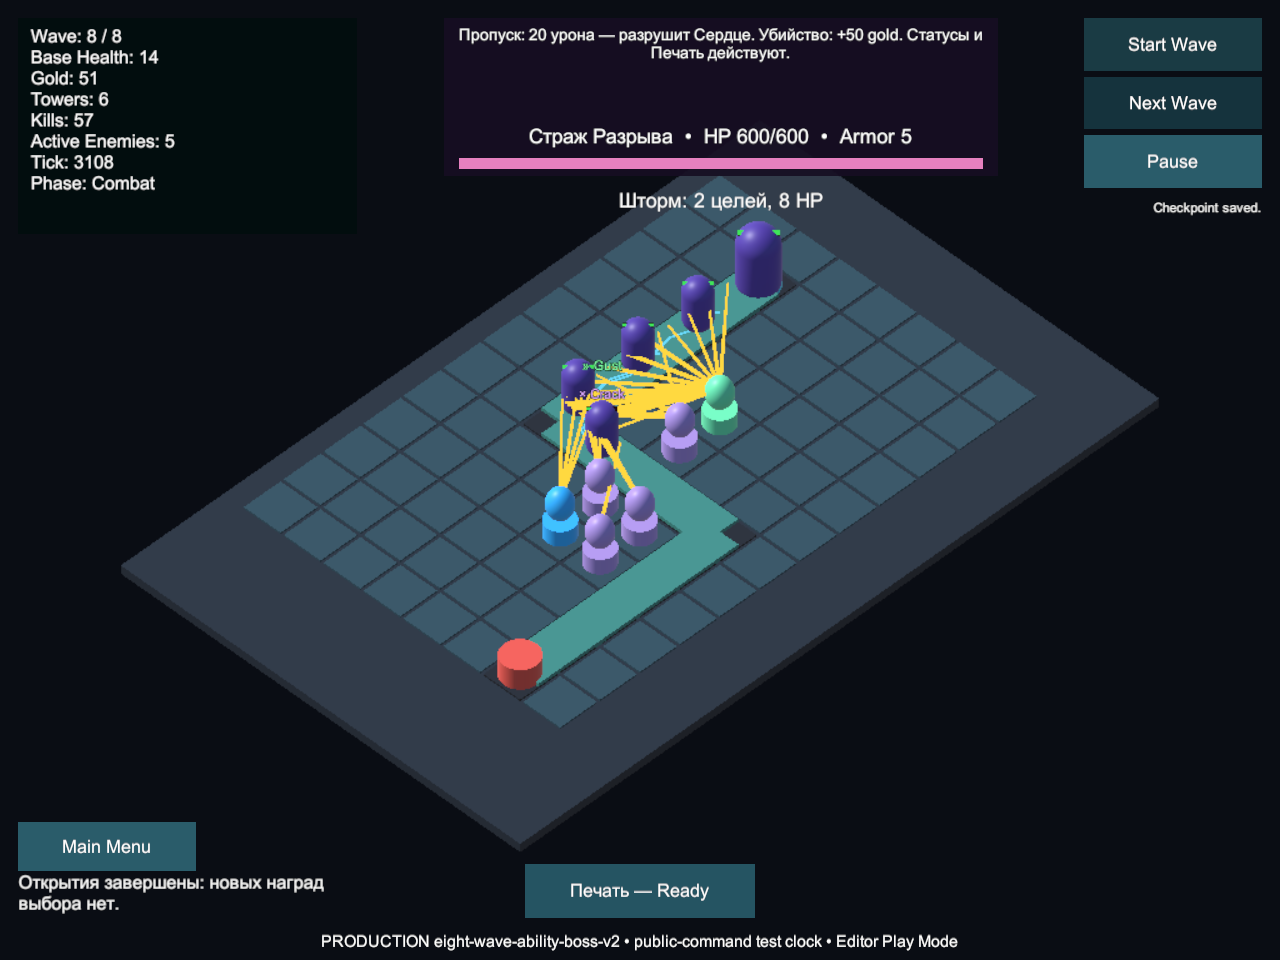 Wave: 8 / 8
Base Health: 14
Gold: 51
Towers: 6
Kills: 57
Active Enemies: 5
Tick: 3108
Phase: Combat
Пропуск: 20 урона — разрушит Сердце. Убийство: +50 gold. Статусы и
Печать действуют.
Страж Разрыва • HP 600/600 • Armor 5
Шторм: 2 целей, 8 HP
Start Wave
Next Wave
Pause
Checkpoint saved.
Gust
Crack
Main Menu
Открытия завершены: новых наград
выбора нет.
Печать — Ready
PRODUCTION eight-wave-ability-boss-v2 • public-command test clock • Editor Play Mode